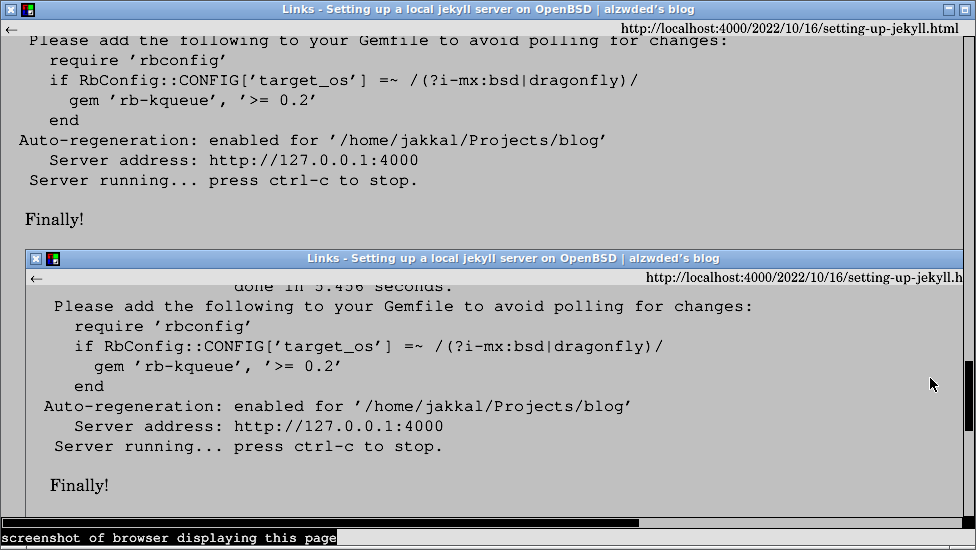 Links - Setting up a local jekyll server on OpenBSD | alzwded's blog
← http://localhost:4000/2022/10/16/setting-up-jekyll.html
Please add the following to your Gemfile to avoid polling for changes:
require ’rbconfig’
if RbConfig::CONFIG[’target_os’] =~ /(?i-mx:bsd|dragonfly)/
gem ’rb-kqueue’, ’>= 0.2’
end
Auto-regeneration: enabled for ’/home/jakkal/Projects/blog’
Server address: http://127.0.0.1:4000
Server running... press ctrl-c to stop.
Finally!
Links - Setting up a local jekyll server on OpenBSD | alzwded's blog
← http://localhost:4000/2022/10/16/setting-up-jekyll.h
done in 5.456 seconds.
Please add the following to your Gemfile to avoid polling for changes:
require ’rbconfig’
if RbConfig::CONFIG[’target_os’] =~ /(?i-mx:bsd|dragonfly)/
gem ’rb-kqueue’, ’>= 0.2’
end
Auto-regeneration: enabled for ’/home/jakkal/Projects/blog’
Server address: http://127.0.0.1:4000
Server running... press ctrl-c to stop.
Finally!
screenshot of browser displaying this page